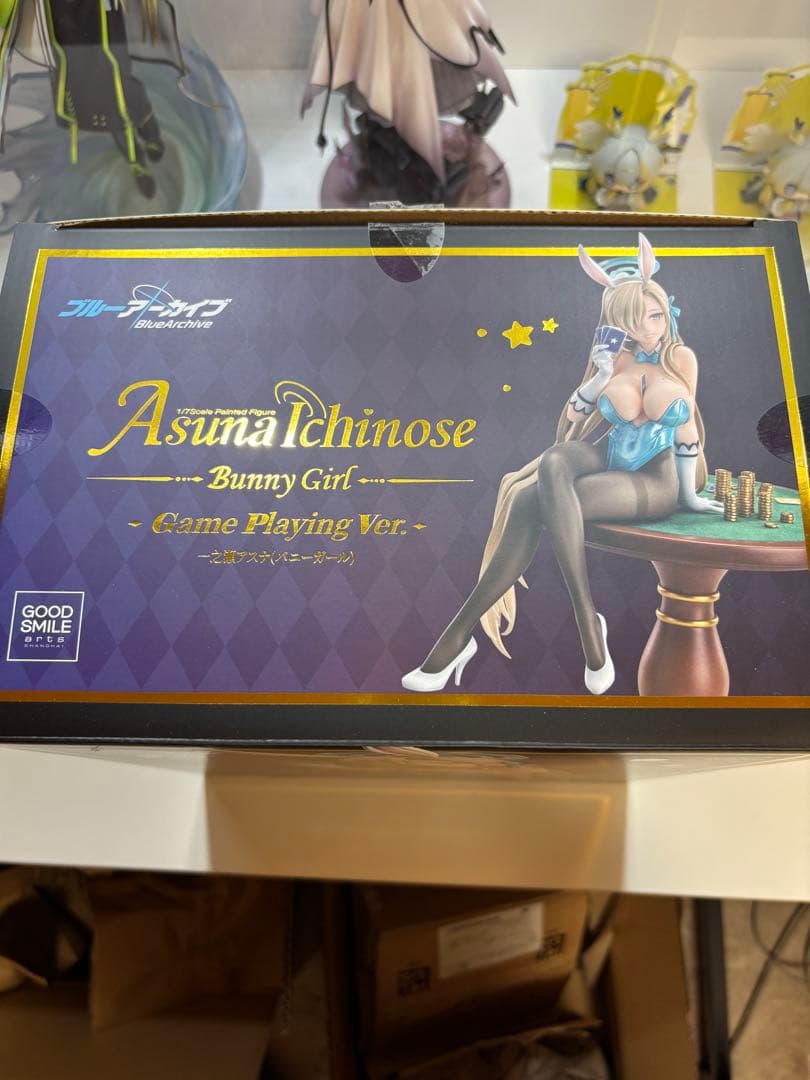 ブルーアーカイブ
BlueArchive
1/7Scale Painted Figure
Asuna Ichinose
Bunny Girl
- Game Playing Ver. -
一之瀬アスナ(バニーガール)
GOOD
SMILE
arts
SHANGHAI